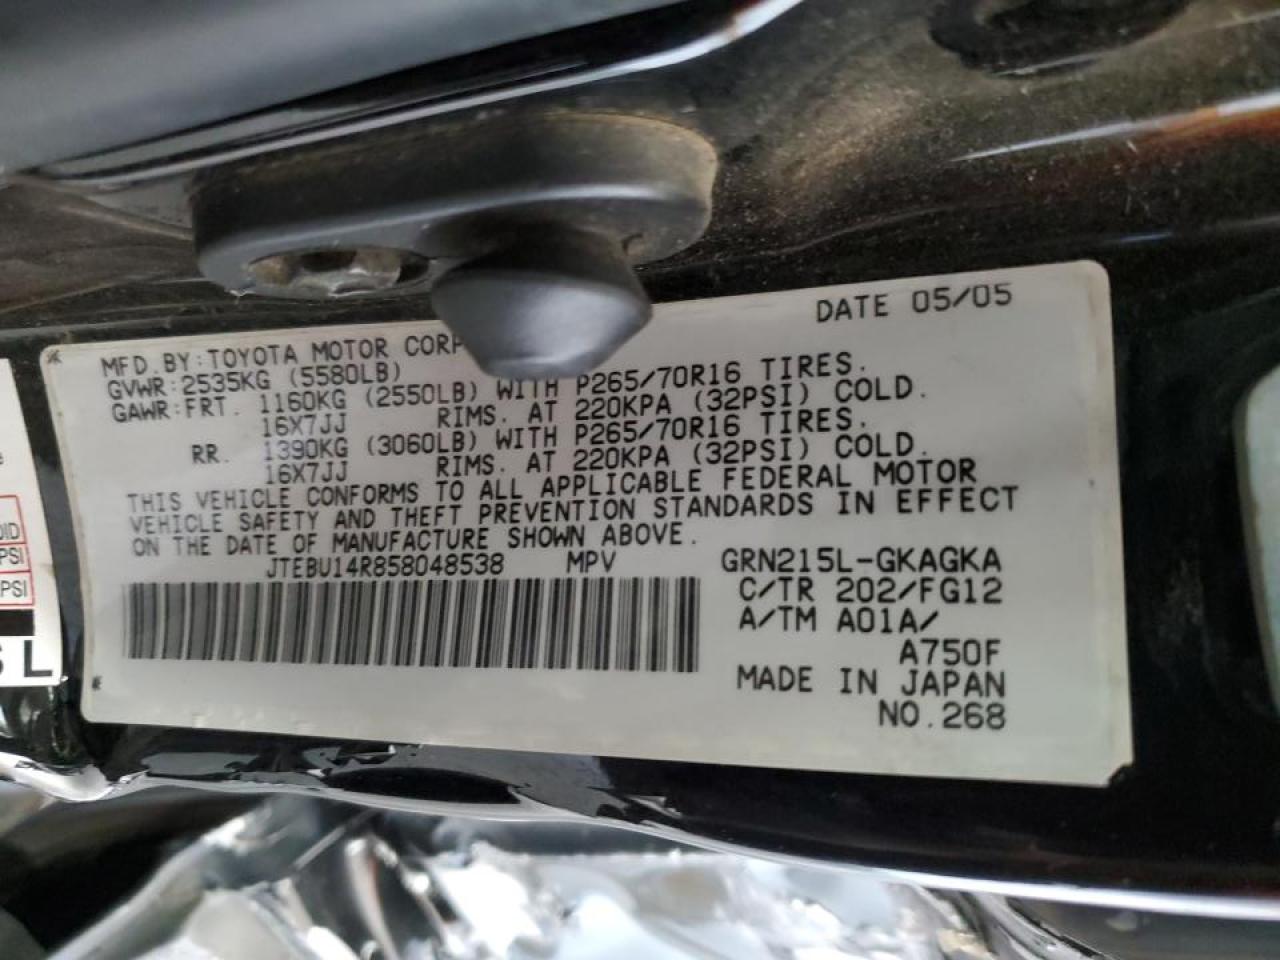 DATE 05/05
MFD. BY: TOYOTA MOTOR CORP
GVWR: 2535KG (5580LB)
GAWR: FRT. 1160KG (2550LB) WITH P265/70R16 TIRES.
16X7JJ RIMS. AT 220KPA (32PSI) COLD.
RR. 1390KG (3060LB) WITH P265/70R16 TIRES.
16X7JJ RIMS. AT 220KPA (32PSI) COLD.
THIS VEHICLE CONFORMS TO ALL APPLICABLE FEDERAL MOTOR
VEHICLE SAFETY AND THEFT PREVENTION STANDARDS IN EFFECT
ON THE DATE OF MANUFACTURE SHOWN ABOVE.
JTEBU14R858048538 MPV GRN215L-GKAGKA
C/TR 202/FG12
A/TM A01A/
A750F
MADE IN JAPAN
NO.268
PSI
PSI
L